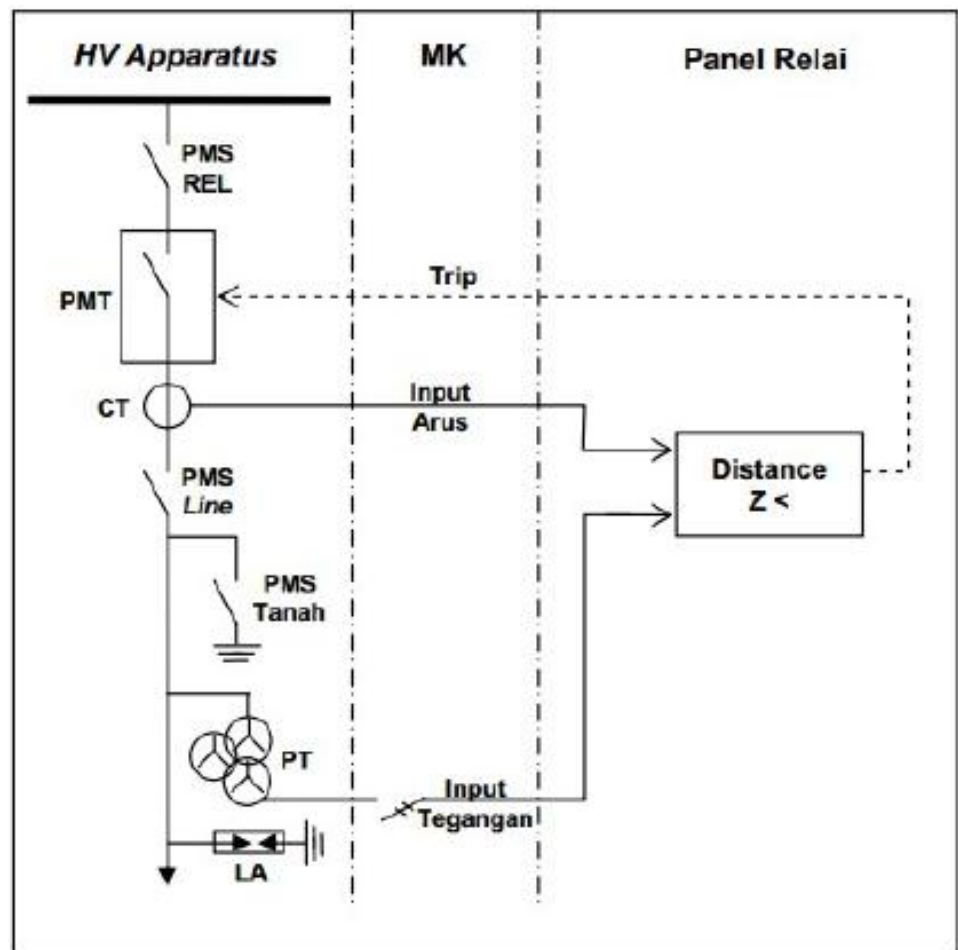 HV Apparatus
MK
Panel Relai
PMS
REL
PMT
Trip
CT
Input
Arus
Distance
Z <
PMS
Line
PMS
Tanah
PT
Input
Tegangan
LA